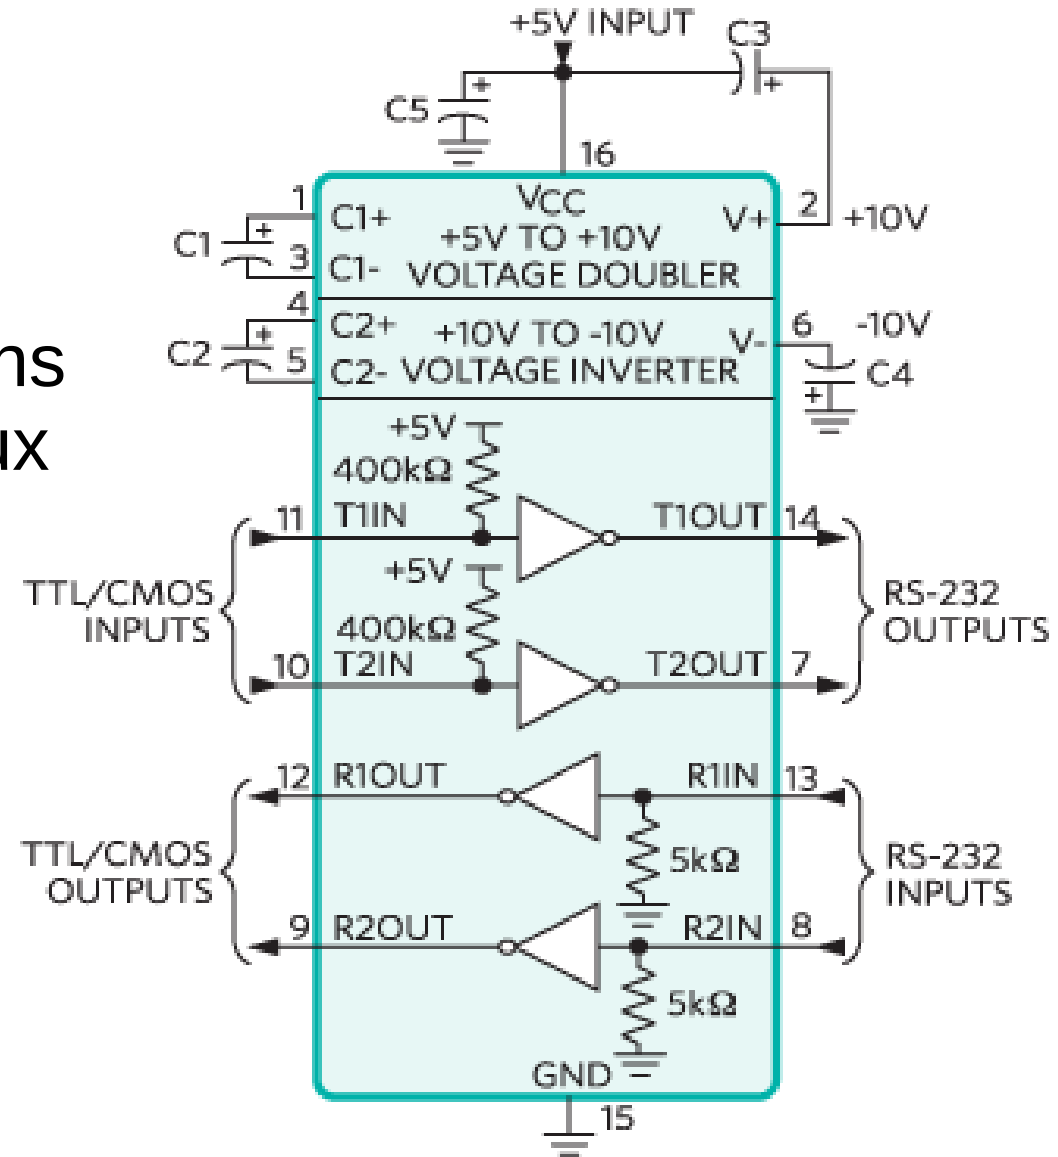 +5V INPUT
C3
+
+
C5
16
1
VCC
2
C1+
V+
+10V
C1
+
+5V TO +10V
3
C1- VOLTAGE DOUBLER
4
C2+
+10V TO -10V
6
-10V
V-
C2
+
5
C2- VOLTAGE INVERTER
C4
+
ns
ux
+5V
400kΩ
11
T1IN
T1OUT
14
+5V
TTL/CMOS
INPUTS
RS-232
OUTPUTS
400kΩ
10
T2IN
T2OUT
7
12
R1OUT
R1IN
13
TTL/CMOS
OUTPUTS
5kΩ
RS-232
INPUTS
9
R2OUT
R2IN
8
5kΩ
GND
15